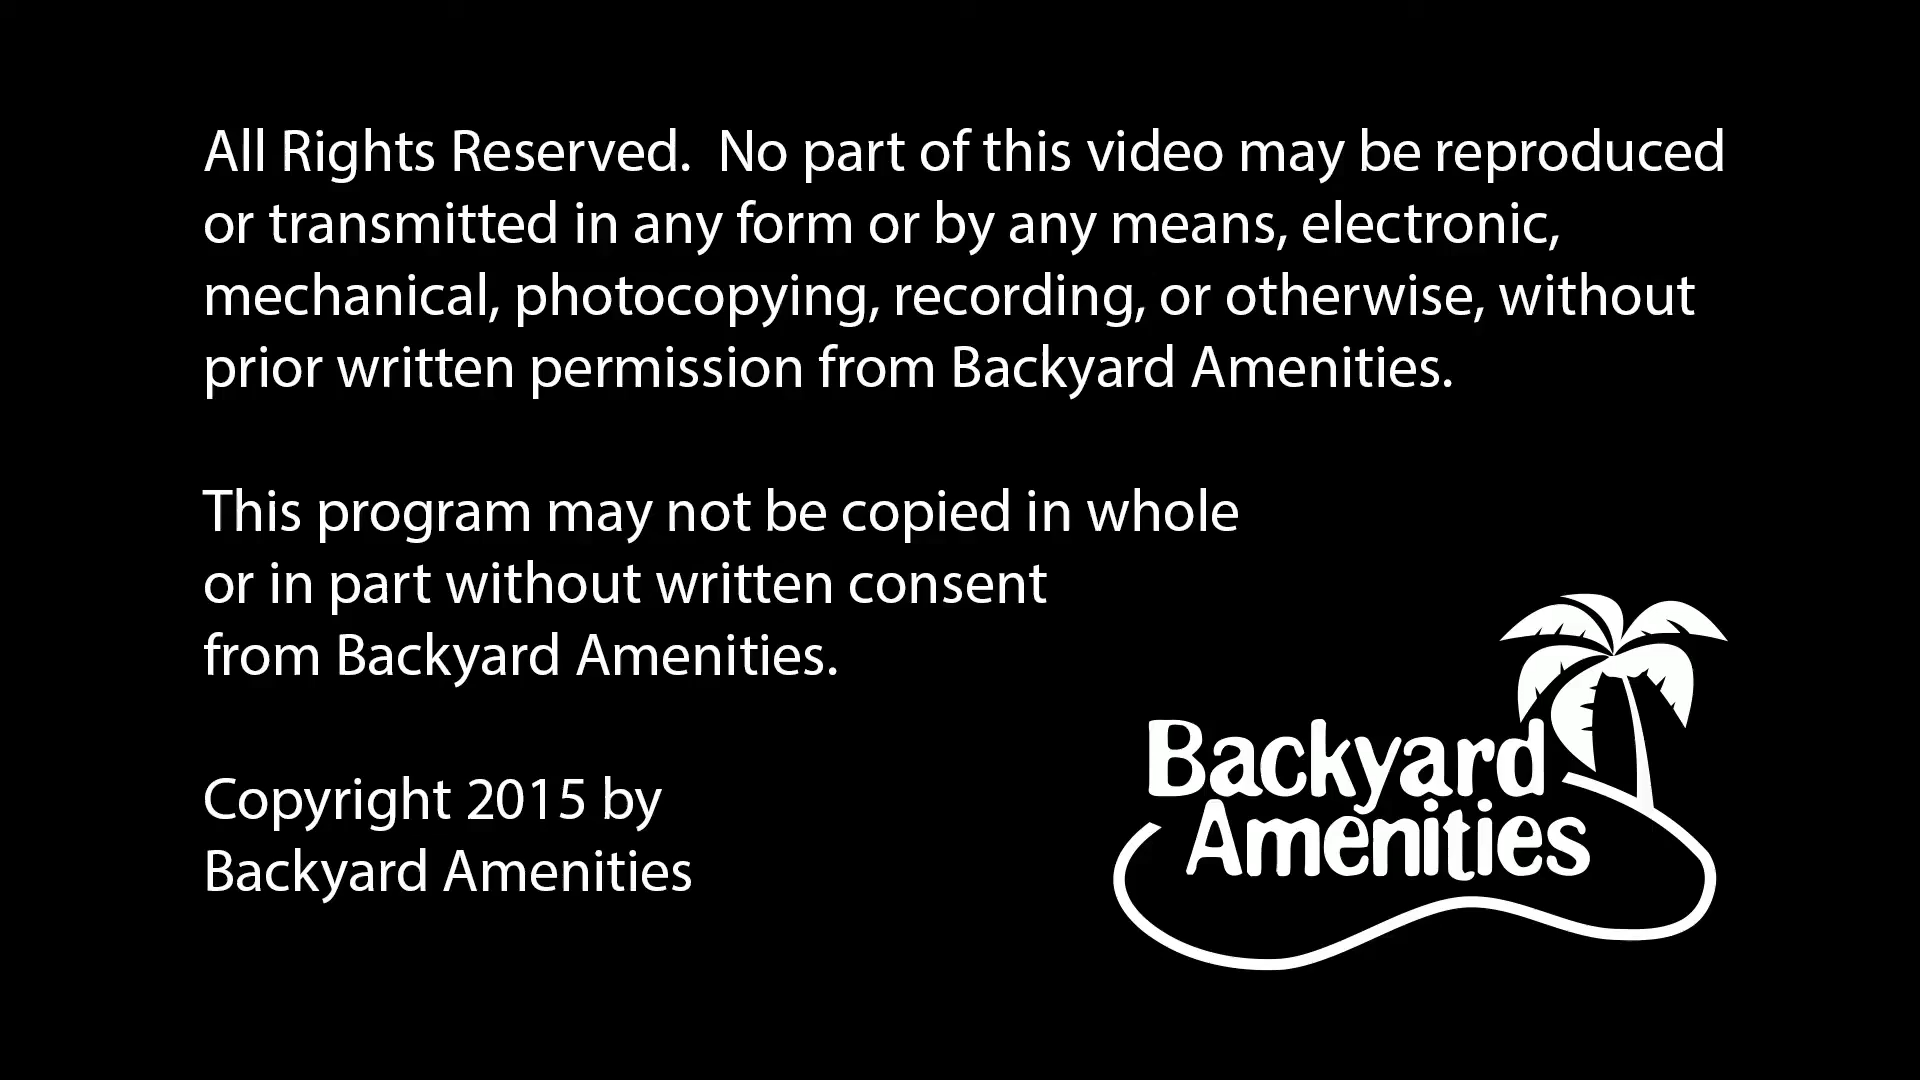 All Rights Reserved.  No part of this video may be reproduced
or transmitted in any form or by any means, electronic,
mechanical, photocopying, recording, or otherwise, without
prior written permission from Backyard Amenities.
This program may not be copied in whole
or in part without written consent
from Backyard Amenities.
Copyright 2015 by
Backyard Amenities
Backyard
Amenities